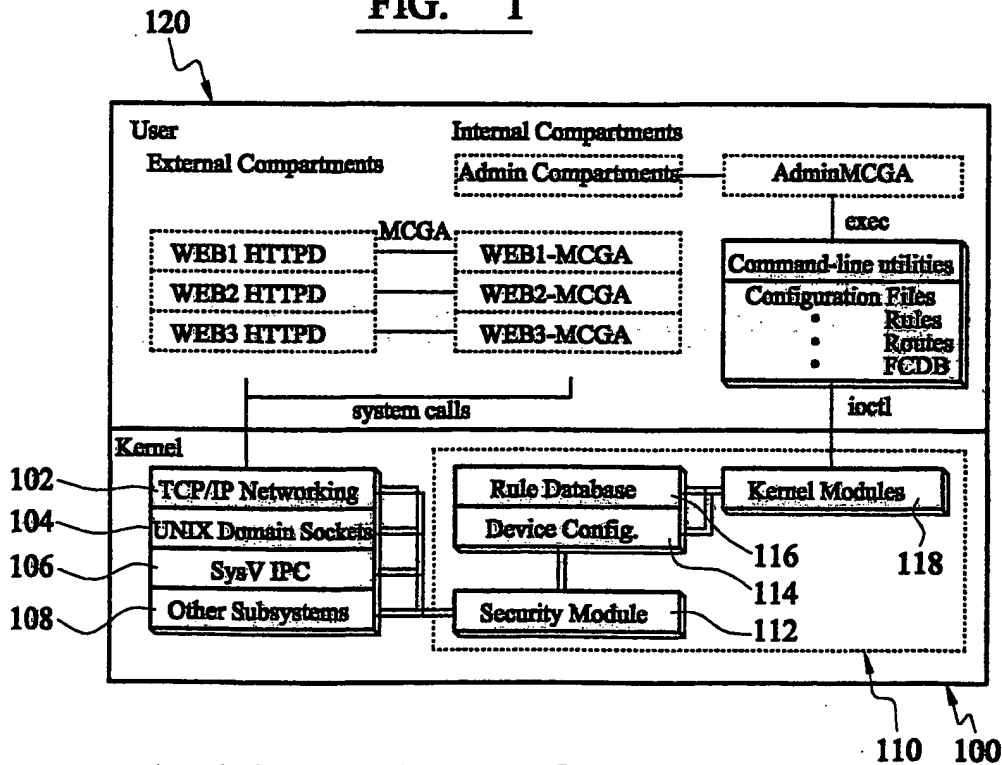 FIG. 1
120
User
Internal Compartments
External Compartments
Admin Compartments
AdminMCGA
exec
MCGA
WEB1 HTTPD
WEB1-MCGA
WEB2 HTTPD
WEB2-MCGA
WEB3 HTTPD
WEB3-MCGA
Command-line utilities
Configuration Files
• Rules
• Routes
• FCDB
system calls
ioctl
Kernel
102
TCP/IP Networking
104
UNIX Domain Sockets
106
SysV IPC
108
Other Subsystems
Rule Database
Device Config.
Security Module
Kernel Modules
116
118
114
112
110
100